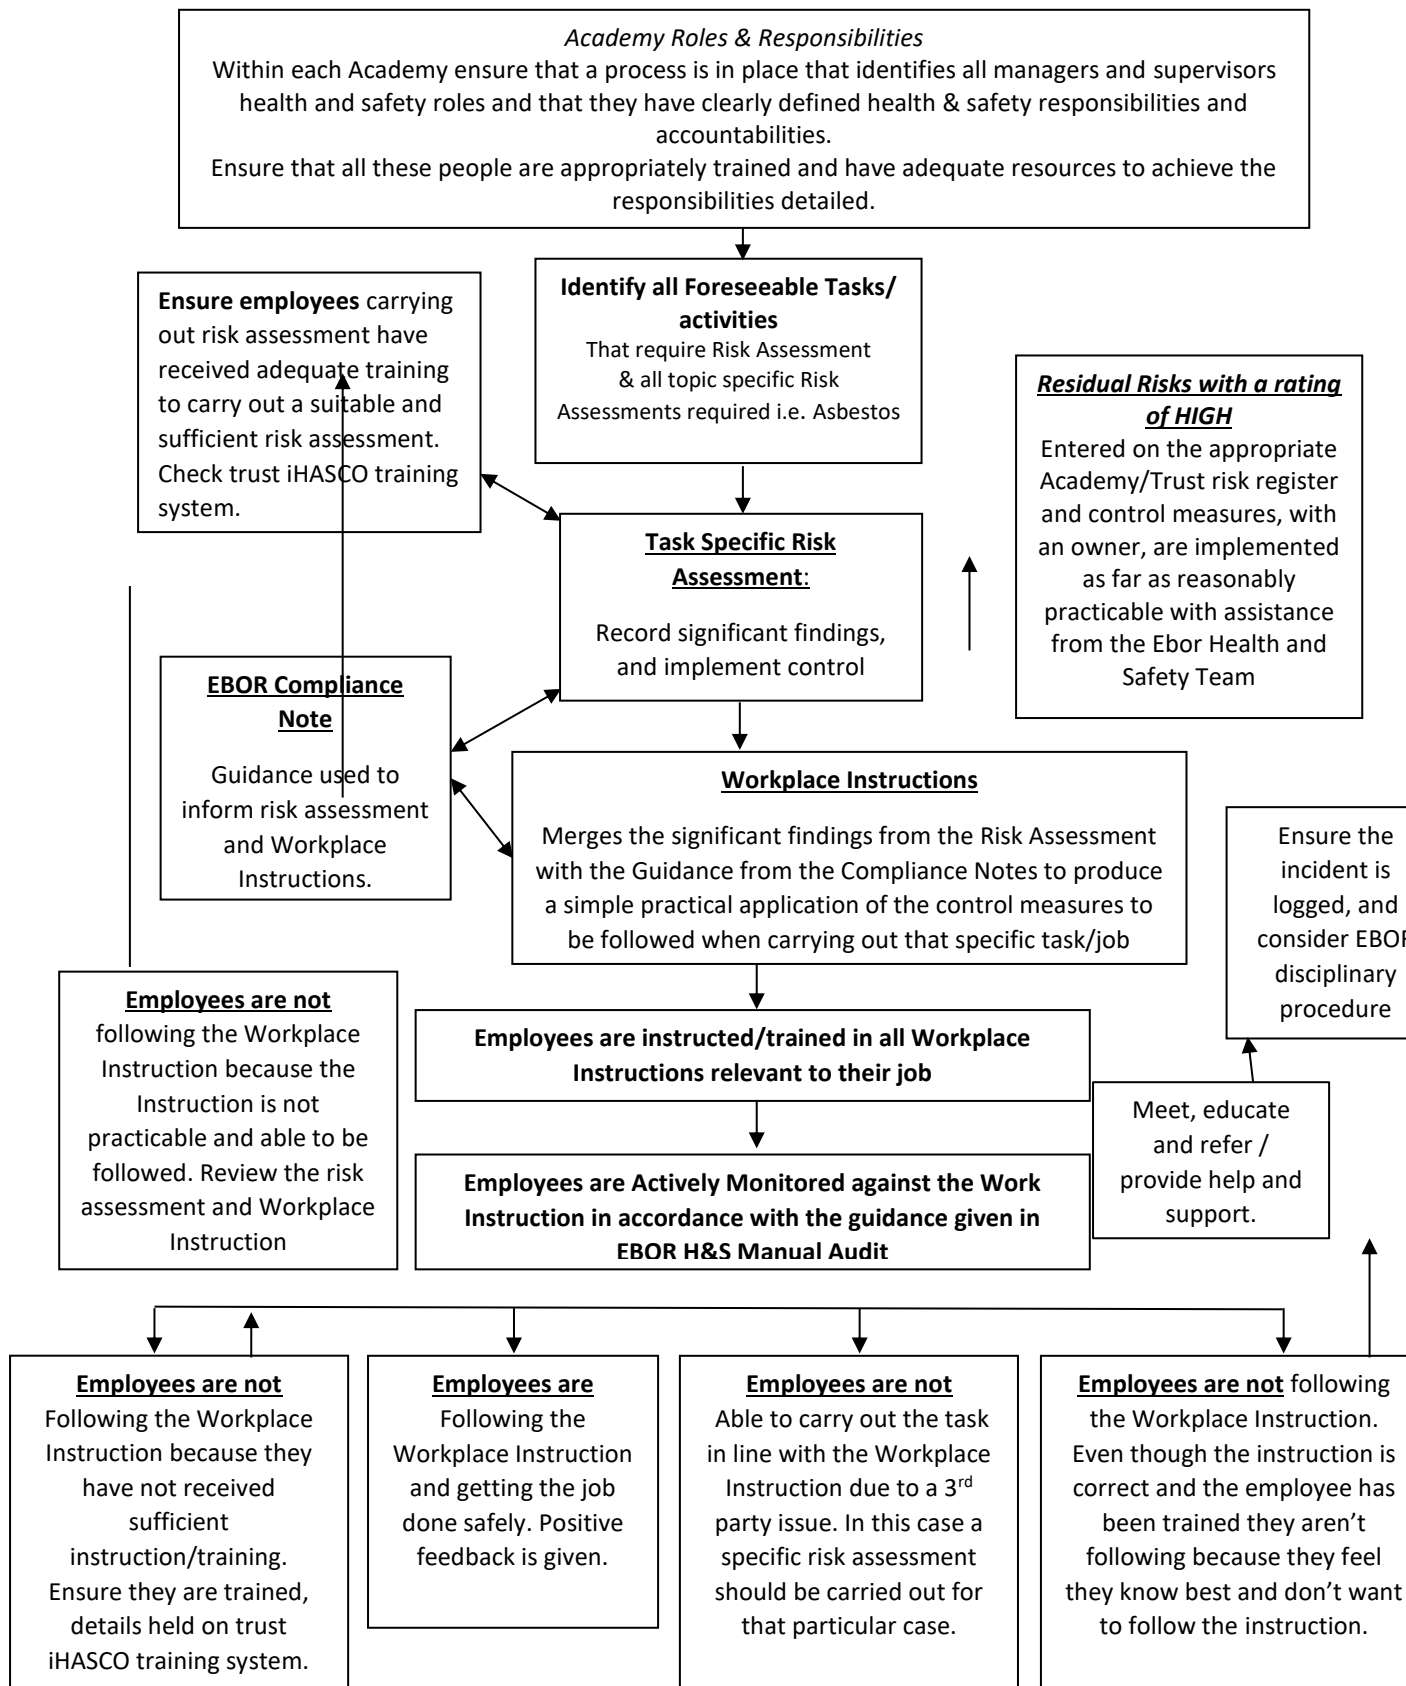 Academy Roles & Responsibilities
Within each Academy ensure that a process is in place that identifies all managers and supervisors
health and safety roles and that they have clearly defined health & safety responsibilities and
accountabilities.
Ensure that all these people are appropriately trained and have adequate resources to achieve the
responsibilities detailed.
Ensure employees carrying
out risk assessment have
received adequate training
to carry out a suitable and
sufficient risk assessment.
Check trust iHASCO training
system.
Identify all Foreseeable Tasks/
activities
That require Risk Assessment
& all topic specific Risk
Assessments required i.e. Asbestos
Residual Risks with a rating
of HIGH
Entered on the appropriate
Academy/Trust risk register
and control measures, with
an owner, are implemented
as far as reasonably
practicable with assistance
from the Ebor Health and
Safety Team
Task Specific Risk
Assessment:
Record significant findings,
and implement control
EBOR Compliance
Note
Guidance used to
inform risk assessment
and Workplace
Instructions.
Workplace Instructions
Merges the significant findings from the Risk Assessment
with the Guidance from the Compliance Notes to produce
a simple practical application of the control measures to
be followed when carrying out that specific task/job
Ensure the
incident is
logged, and
consider EBOR
disciplinary
procedure
Employees are not
following the Workplace
Instruction because the
Instruction is not
practicable and able to be
followed. Review the risk
assessment and Workplace
Instruction
Employees are instructed/trained in all Workplace
Instructions relevant to their job
Meet, educate
and refer /
provide help and
support.
Employees are Actively Monitored against the Work
Instruction in accordance with the guidance given in
EBOR H&S Manual Audit
Employees are not
Following the Workplace
Instruction because they
have not received
sufficient
instruction/training.
Ensure they are trained,
details held on trust
iHASCO training system.
Employees are
Following the
Workplace Instruction
and getting the job
done safely. Positive
feedback is given.
Employees are not
Able to carry out the task
in line with the Workplace
Instruction due to a 3rd
party issue. In this case a
specific risk assessment
should be carried out for
that particular case.
Employees are not following
the Workplace Instruction.
Even though the instruction is
correct and the employee has
been trained they aren’t
following because they feel
they know best and don’t want
to follow the instruction.